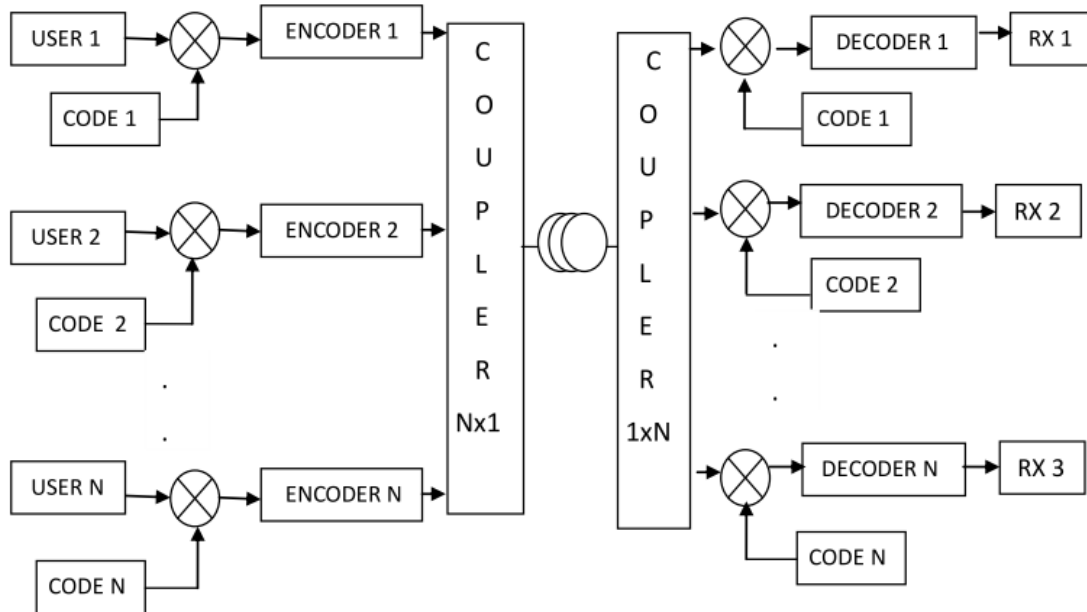 USER 1
ENCODER 1
CODE 1
USER 2
ENCODER 2
CODE 2
.
.
USER N
ENCODER N
CODE N
C
O
U
P
L
E
R
Nx1
C
O
U
P
L
E
R
1xN
DECODER 1
RX 1
CODE 1
DECODER 2
RX 2
CODE 2
.
.
DECODER N
RX 3
CODE N